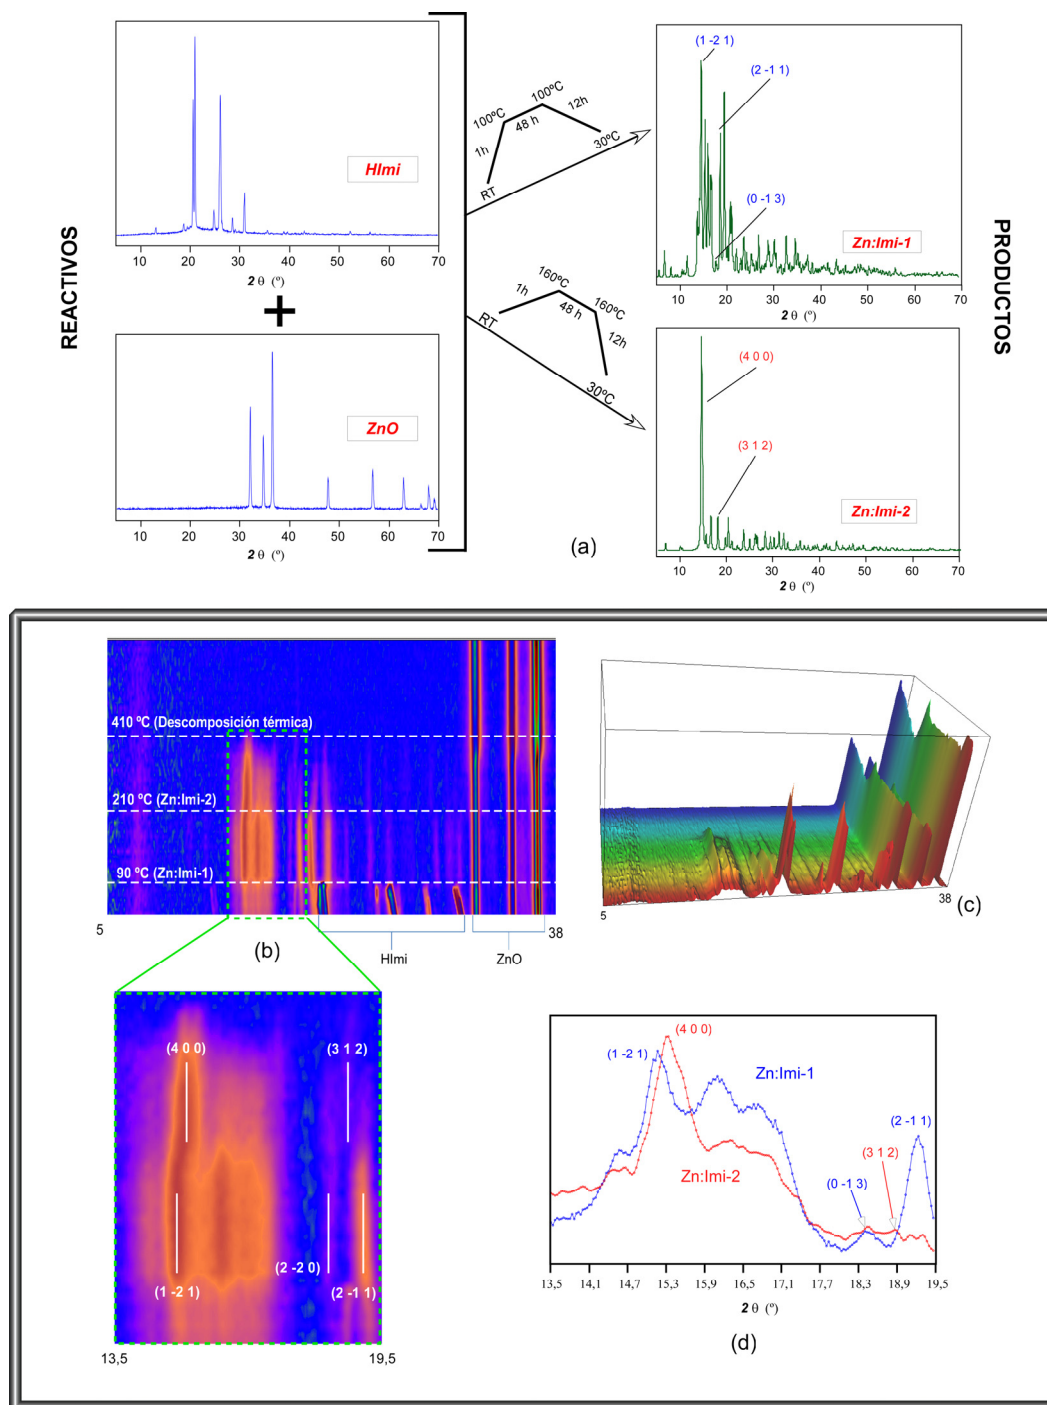 REACTIVOS
HImi
10 20 30 40 50 60 70
2 θ (º)
+
ZnO
10 20 30 40 50 60 70
2 θ (º)
RT
1h
100ºC
48 h
100ºC
12h
30ºC
RT
1h
160ºC
48 h
160ºC
12h
30ºC
(a)
PRODUCTOS
(1 -2 1)
(2 -1 1)
(0 -1 3)
Zn:Imi-1
10 20 30 40 50 60 70
2 θ (º)
(4 0 0)
(3 1 2)
Zn:Imi-2
10 20 30 40 50 60 70
2 θ (º)
410 ºC (Descomposición térmica)
210 ºC (Zn:Imi-2)
90 ºC (Zn:Imi-1)
5 38
HImi ZnO
(b)
5 38
(c)
(4 0 0) (3 1 2)
(2 -2 0)
(1 -2 1) (2 -1 1)
13,5 19,5
(4 0 0)
(1 -2 1)
Zn:Imi-1
(2 -1 1)
(3 1 2)
Zn:Imi-2
(0 -1 3)
13,5 14,1 14,7 15,3 15,9 16,5 17,1 17,7 18,3 18,9 19,5
2 θ (º)
(d)